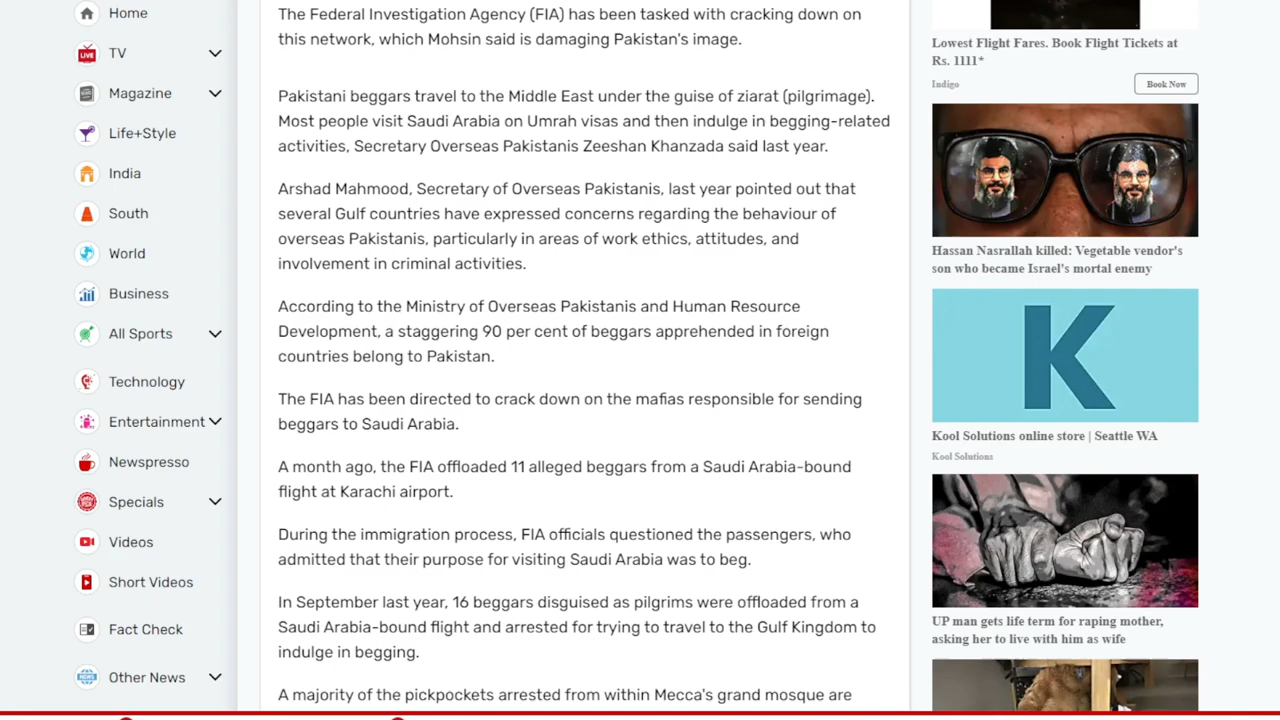 Home
TV
Magazine
Life+Style
India
South
World
Business
All Sports
Technology
Entertainment
Newspresso
Specials
Videos
Short Videos
Fact Check
Other News
The Federal Investigation Agency (FIA) has been tasked with cracking down on
this network, which Mohsin said is damaging Pakistan's image.
Pakistani beggars travel to the Middle East under the guise of ziarat (pilgrimage).
Most people visit Saudi Arabia on Umrah visas and then indulge in begging-related
activities, Secretary Overseas Pakistanis Zeeshan Khanzada said last year.
Arshad Mahmood, Secretary of Overseas Pakistanis, last year pointed out that
several Gulf countries have expressed concerns regarding the behaviour of
overseas Pakistanis, particularly in areas of work ethics, attitudes, and
involvement in criminal activities.
According to the Ministry of Overseas Pakistanis and Human Resource
Development, a staggering 90 per cent of beggars apprehended in foreign
countries belong to Pakistan.
The FIA has been directed to crack down on the mafias responsible for sending
beggars to Saudi Arabia.
A month ago, the FIA offloaded 11 alleged beggars from a Saudi Arabia-bound
flight at Karachi airport.
During the immigration process, FIA officials questioned the passengers, who
admitted that their purpose for visiting Saudi Arabia was to beg.
In September last year, 16 beggars disguised as pilgrims were offloaded from a
Saudi Arabia-bound flight and arrested for trying to travel to the Gulf Kingdom to
indulge in begging.
A majority of the pickpockets arrested from within Mecca's grand mosque are
Lowest Flight Fares. Book Flight Tickets at
Rs. 1111*
Indigo
Book Now
Hassan Nasrallah killed: Vegetable vendor's
son who became Israel's mortal enemy
K
Kool Solutions online store | Seattle WA
Kool Solutions
UP man gets life term for raping mother,
asking her to live with him as wife